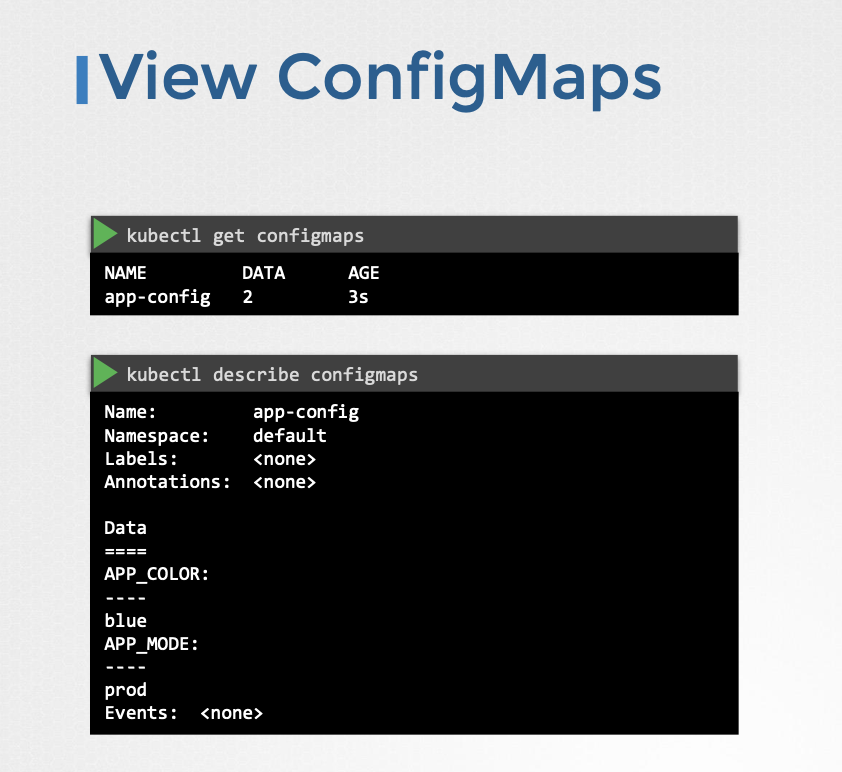 View ConfigMaps
kubectl get configmaps
NAME         DATA      AGE
app-config   2         3s
kubectl describe configmaps
Name:         app-config
Namespace:    default
Labels:       <none>
Annotations:  <none>
Data
====
APP_COLOR:
----
blue
APP_MODE:
----
prod
Events:  <none>